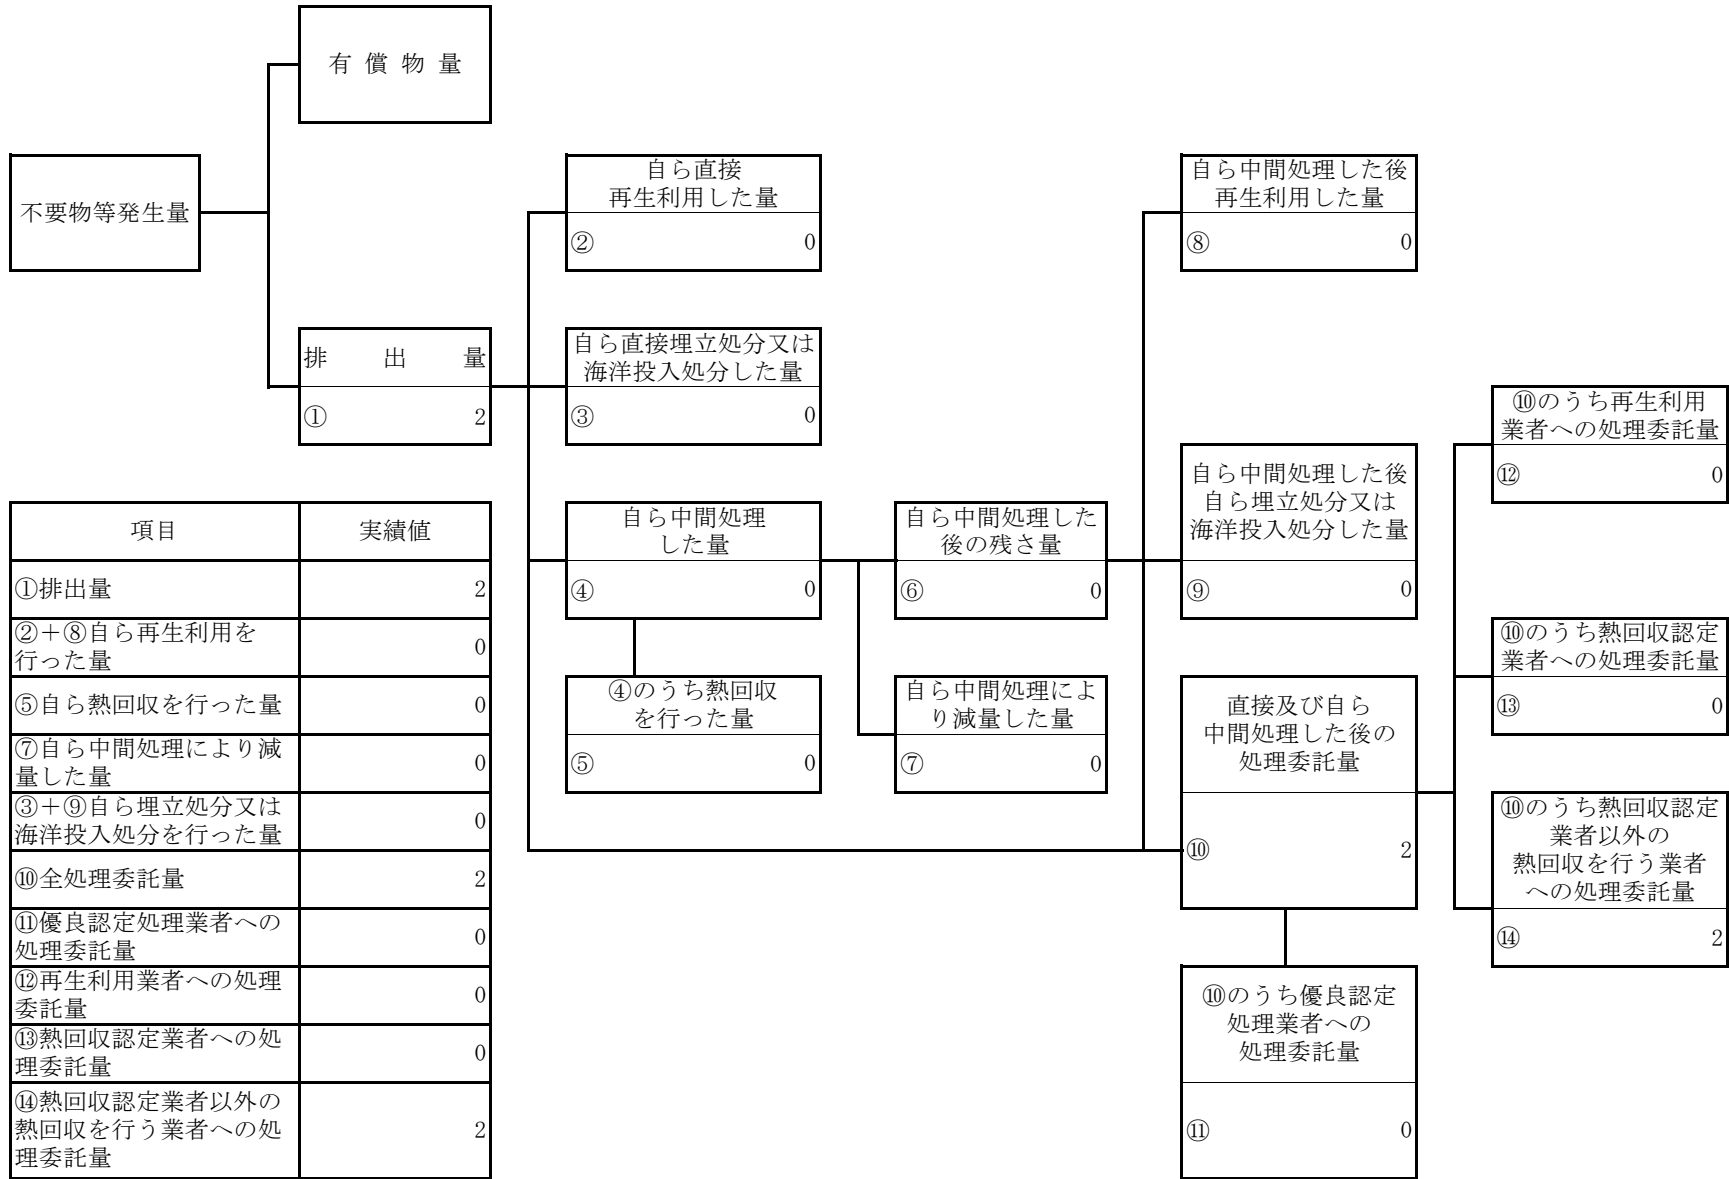 有償物量
不要物等発生量
排出量
① 2
自ら直接
再生利用した量
② 0
自ら直接埋立処分又は
海洋投入処分した量
③ 0
自ら中間処理
した量
④ 0
④のうち熱回収
を行った量
⑤ 0
自ら中間処理した
後の残さ量
⑥ 0
自ら中間処理によ
り減量した量
⑦ 0
自ら中間処理した後
再生利用した量
⑧ 0
自ら中間処理した後
自ら埋立処分又は
海洋投入処分した量
⑨ 0
直接及び自ら
中間処理した後の
処理委託量
⑩ 2
⑩のうち優良認定
処理業者への
処理委託量
⑪ 0
⑩のうち再生利用
業者への処理委託量
⑫ 0
⑩のうち熱回収認定
業者への処理委託量
⑬ 0
⑩のうち熱回収認定
業者以外の
熱回収を行う業者
への処理委託量
⑭ 2
項目 実績値
①排出量 2
②+⑧自ら再生利用を
行った量 0
⑤自ら熱回収を行った量 0
⑦自ら中間処理により減
量した量 0
③+⑨自ら埋立処分又は
海洋投入処分を行った量 0
⑩全処理委託量 2
⑪優良認定処理業者への
処理委託量 0
⑫再生利用業者への処理
委託量 0
⑬熱回収認定業者への処
理委託量 0
⑭熱回収認定業者以外の
熱回収を行う業者への処
理委託量 2